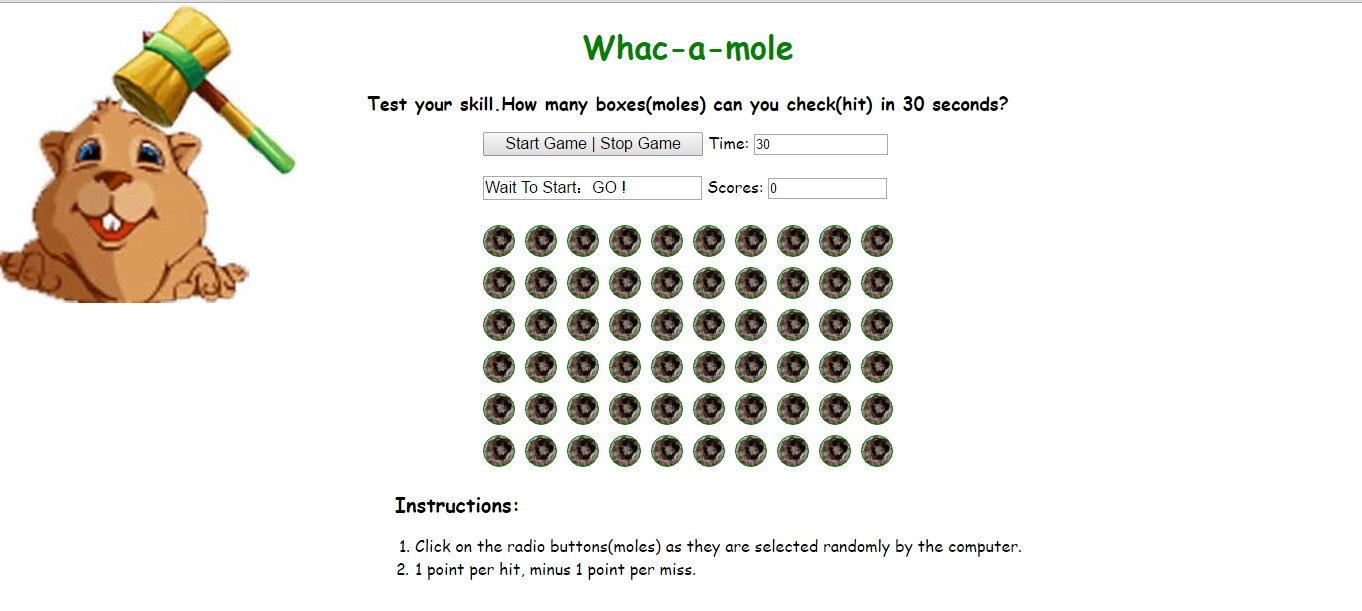 Whac-a-mole
Test your skill.How many boxes(moles) can you check(hit) in 30 seconds?
Start Game | Stop Game Time: 30
Wait To Start：GO ! Scores: 0
Instructions:
1. Click on the radio buttons(moles) as they are selected randomly by the computer.
2. 1 point per hit, minus 1 point per miss.